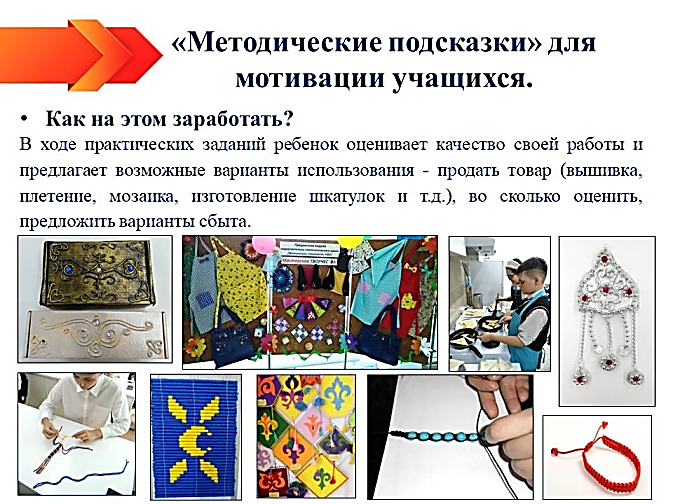 «Методические подсказки» для
мотивации учащихся.
• Как на этом заработать?
В ходе практических заданий ребенок оценивает качество своей работы и
предлагает возможные варианты использования - продать товар (вышивка,
плетение, мозаика, изготовление шкатулок и т.д.), во сколько оценить,
предложить варианты сбыта.